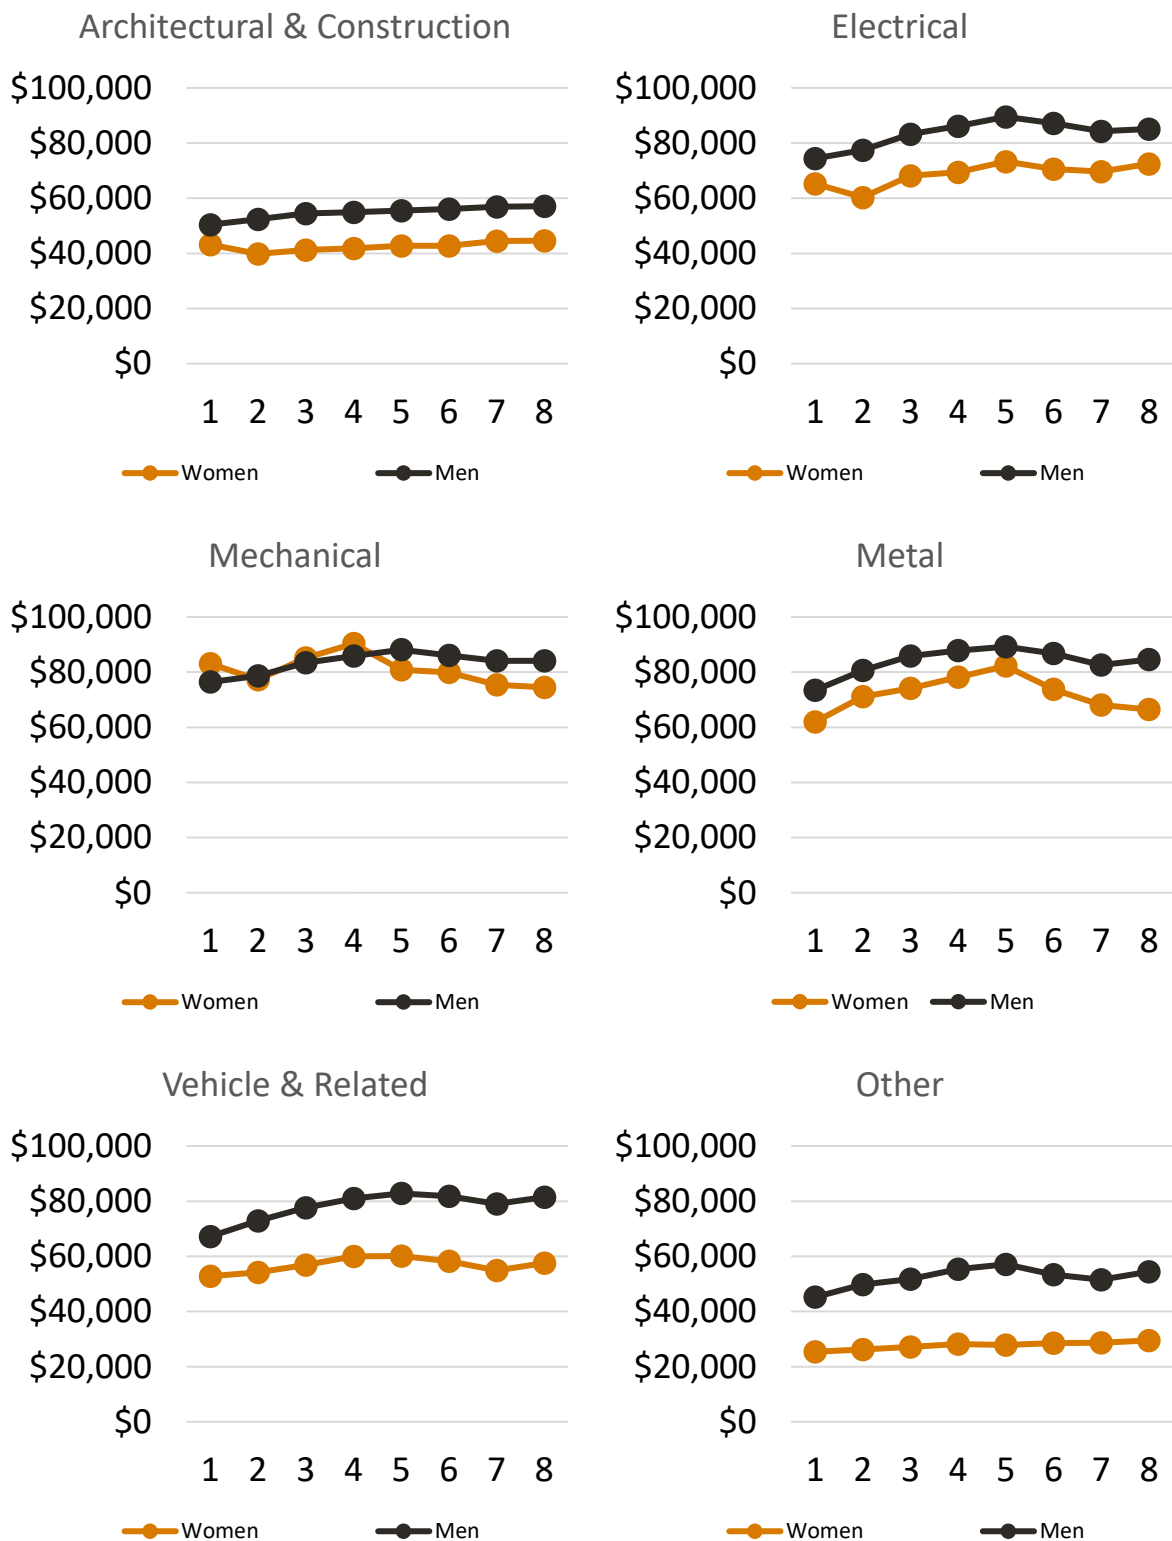 Architectural & Construction
$100,000
$80,000
$60,000
$40,000
$20,000
$0
1 2 3 4 5 6 7 8
Women Men
Electrical
$100,000
$80,000
$60,000
$40,000
$20,000
$0
1 2 3 4 5 6 7 8
Women Men
Mechanical
$100,000
$80,000
$60,000
$40,000
$20,000
$0
1 2 3 4 5 6 7 8
Women Men
Metal
$100,000
$80,000
$60,000
$40,000
$20,000
$0
1 2 3 4 5 6 7 8
Women Men
Vehicle & Related
$100,000
$80,000
$60,000
$40,000
$20,000
$0
1 2 3 4 5 6 7 8
Women Men
Other
$100,000
$80,000
$60,000
$40,000
$20,000
$0
1 2 3 4 5 6 7 8
Women Men